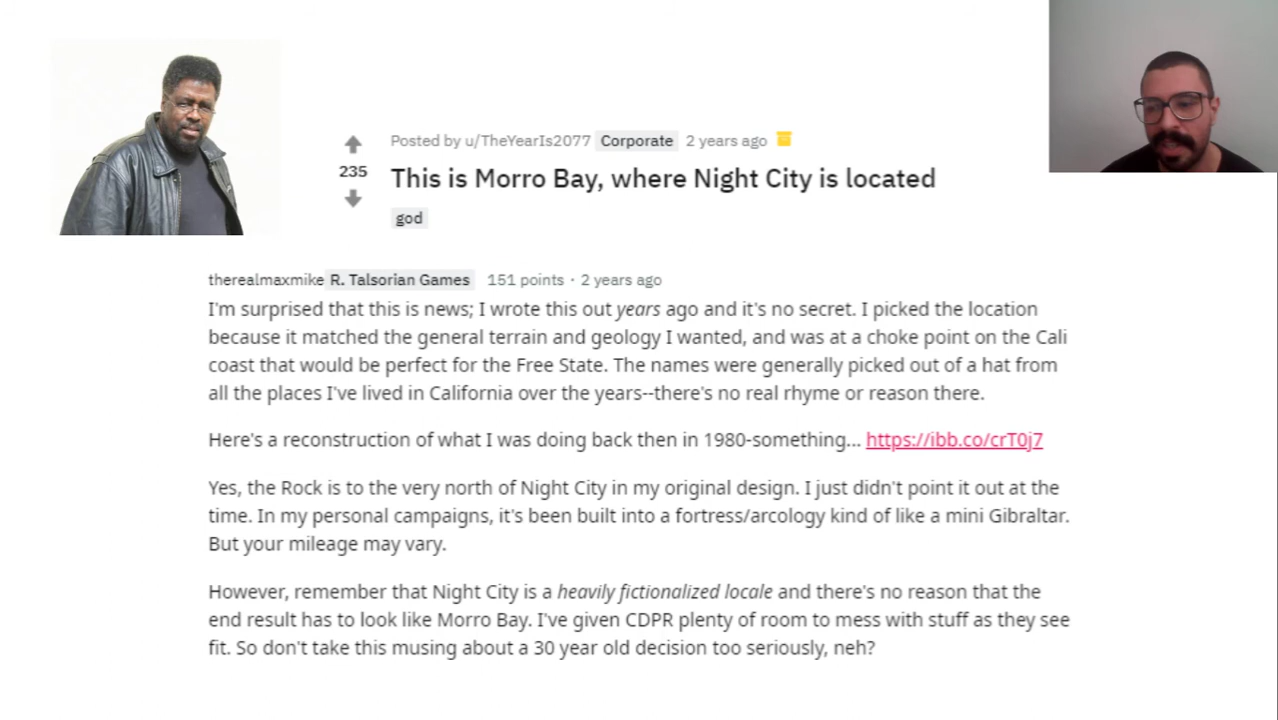 Posted by u/TheYearIs2077 Corporate 2 years ago
235
This is Morro Bay, where Night City is located
god
therealmaxmike R. Talsorian Games 151 points · 2 years ago
I'm surprised that this is news; I wrote this out years ago and it's no secret. I picked the location
because it matched the general terrain and geology I wanted, and was at a choke point on the Cali
coast that would be perfect for the Free State. The names were generally picked out of a hat from
all the places I've lived in California over the years--there's no real rhyme or reason there.
Here's a reconstruction of what I was doing back then in 1980-something... https://ibb.co/crT0j7
Yes, the Rock is to the very north of Night City in my original design. I just didn't point it out at the
time. In my personal campaigns, it's been built into a fortress/arcology kind of like a mini Gibraltar.
But your mileage may vary.
However, remember that Night City is a heavily fictionalized locale and there's no reason that the
end result has to look like Morro Bay. I've given CDPR plenty of room to mess with stuff as they see
fit. So don't take this musing about a 30 year old decision too seriously, neh?